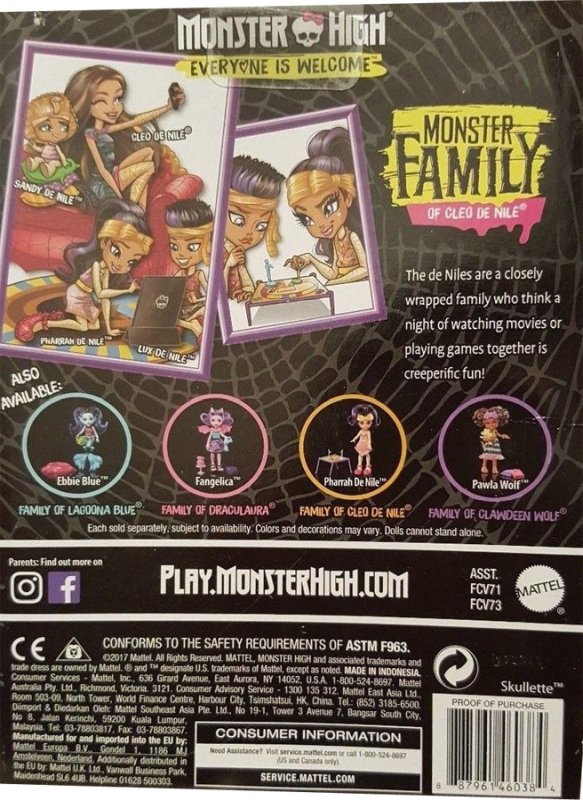 MONSTER HIGH
EVERYONE IS WELCOME™
CLEO DE NILE®
SANDY DE NILE™
PHARRAH DE NILE™
LUX DE NILE™
MONSTER
FAMILY
OF CLEO DE NILE®
The de Niles are a closely
wrapped family who think a
night of watching movies or
playing games together is
creeperific fun!
ALSO
AVAILABLE:
Ebbie Blue™
FAMILY OF LAGOONA BLUE®
Fangelica™
FAMILY OF DRACULAURA®
Pharrah De Nile™
FAMILY OF CLEO DE NILE®
Pawla Wolf™
FAMILY OF CLAWDEEN WOLF®
Each sold separately, subject to availability. Colors and decorations may vary. Dolls cannot stand alone.
Parents: Find out more on
f
PLAY.MONSTERHIGH.COM
ASST.
FCV71
FCV73
MATTEL
®
CE
CONFORMS TO THE SAFETY REQUIREMENTS OF ASTM F963.
©2017 Mattel. All Rights Reserved. MATTEL, MONSTER HIGH and associated trademarks and
trade dress are owned by Mattel. ® and ™ designate U.S. trademarks of Mattel, except as noted. MADE IN INDONESIA.
Consumer Services - Mattel, Inc., 636 Girard Avenue, East Aurora, NY 14052, U.S.A. 1-800-524-8697. Mattel
Australia Pty. Ltd., Richmond, Victoria. 3121. Consumer Advisory Service - 1300 135 312. Mattel East Asia Ltd.,
Room 503-09, North Tower, World Finance Centre, Harbour City, Tsimshatsui, HK, China. Tel.: (852) 3185-6500.
Diimport & Diedarkan Oleh: Mattel Southeast Asia Pte. Ltd., No 19-1, Tower 3 Avenue 7, Bangsar South City,
No 8, Jalan Kerinchi, 59200 Kuala Lumpur,
Malaysia. Tel: 03-78803817, Fax: 03-78803867.
Manufactured for and imported into the EU by:
Mattel Europa B.V., Gondel 1, 1186 MJ
Amstelveen, Nederland. Additionally distributed in
the EU by: Mattel U.K. Ltd., Vanwall Business Park,
Maidenhead SL6 4UB. Helpline 01628 500303.
CONSUMER INFORMATION
Need Assistance? Visit service.mattel.com or call 1-800-524-8697
(US and Canada only).
SERVICE.MATTEL.COM
Skullette™
PROOF OF PURCHASE
8 87961 46038 4